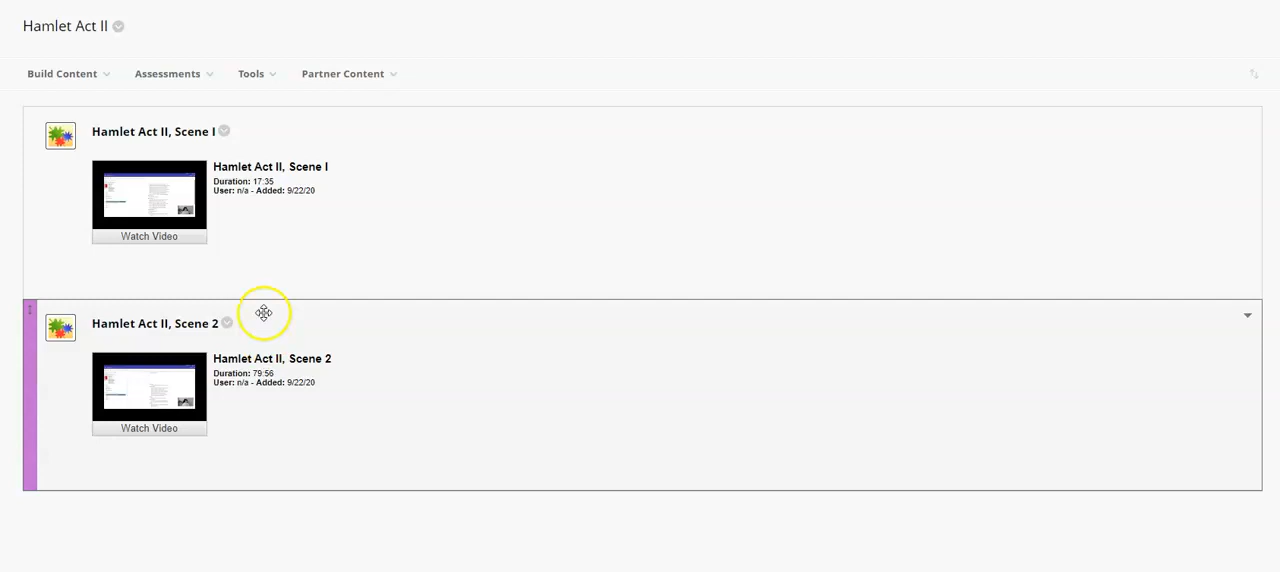 Hamlet Act II
Build Content Assessments Tools Partner Content
Hamlet Act II, Scene I
Hamlet Act II, Scene I
Duration: 17:35
User: n/a - Added: 9/22/20
Watch Video
Hamlet Act II, Scene 2
Hamlet Act II, Scene 2
Duration: 79:56
User: n/a - Added: 9/22/20
Watch Video